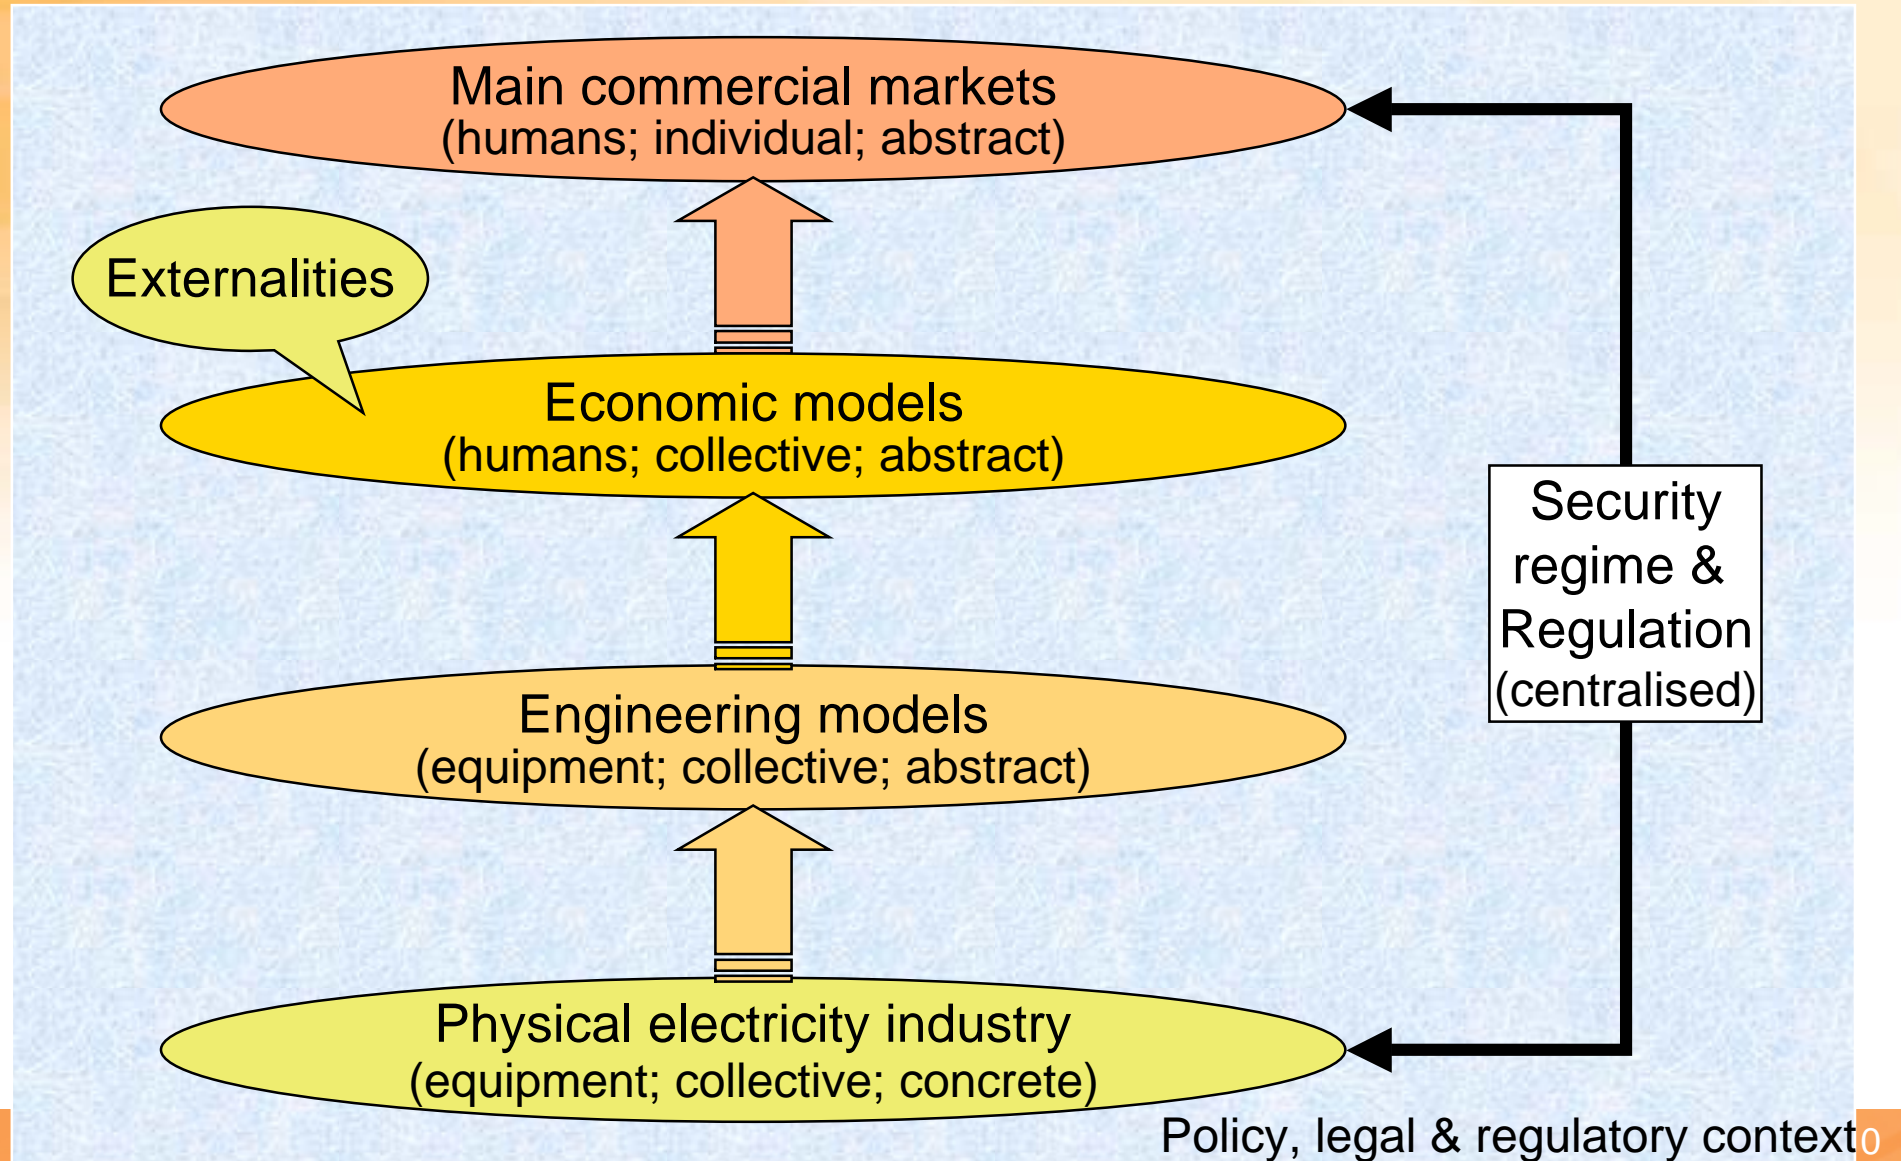 Main commercial markets
(humans; individual; abstract)
Externalities
Economic models
(humans; collective; abstract)
Security
regime &
Regulation
(centralised)
Engineering models
(equipment; collective; abstract)
Physical electricity industry
(equipment; collective; concrete)
Policy, legal & regulatory context
0